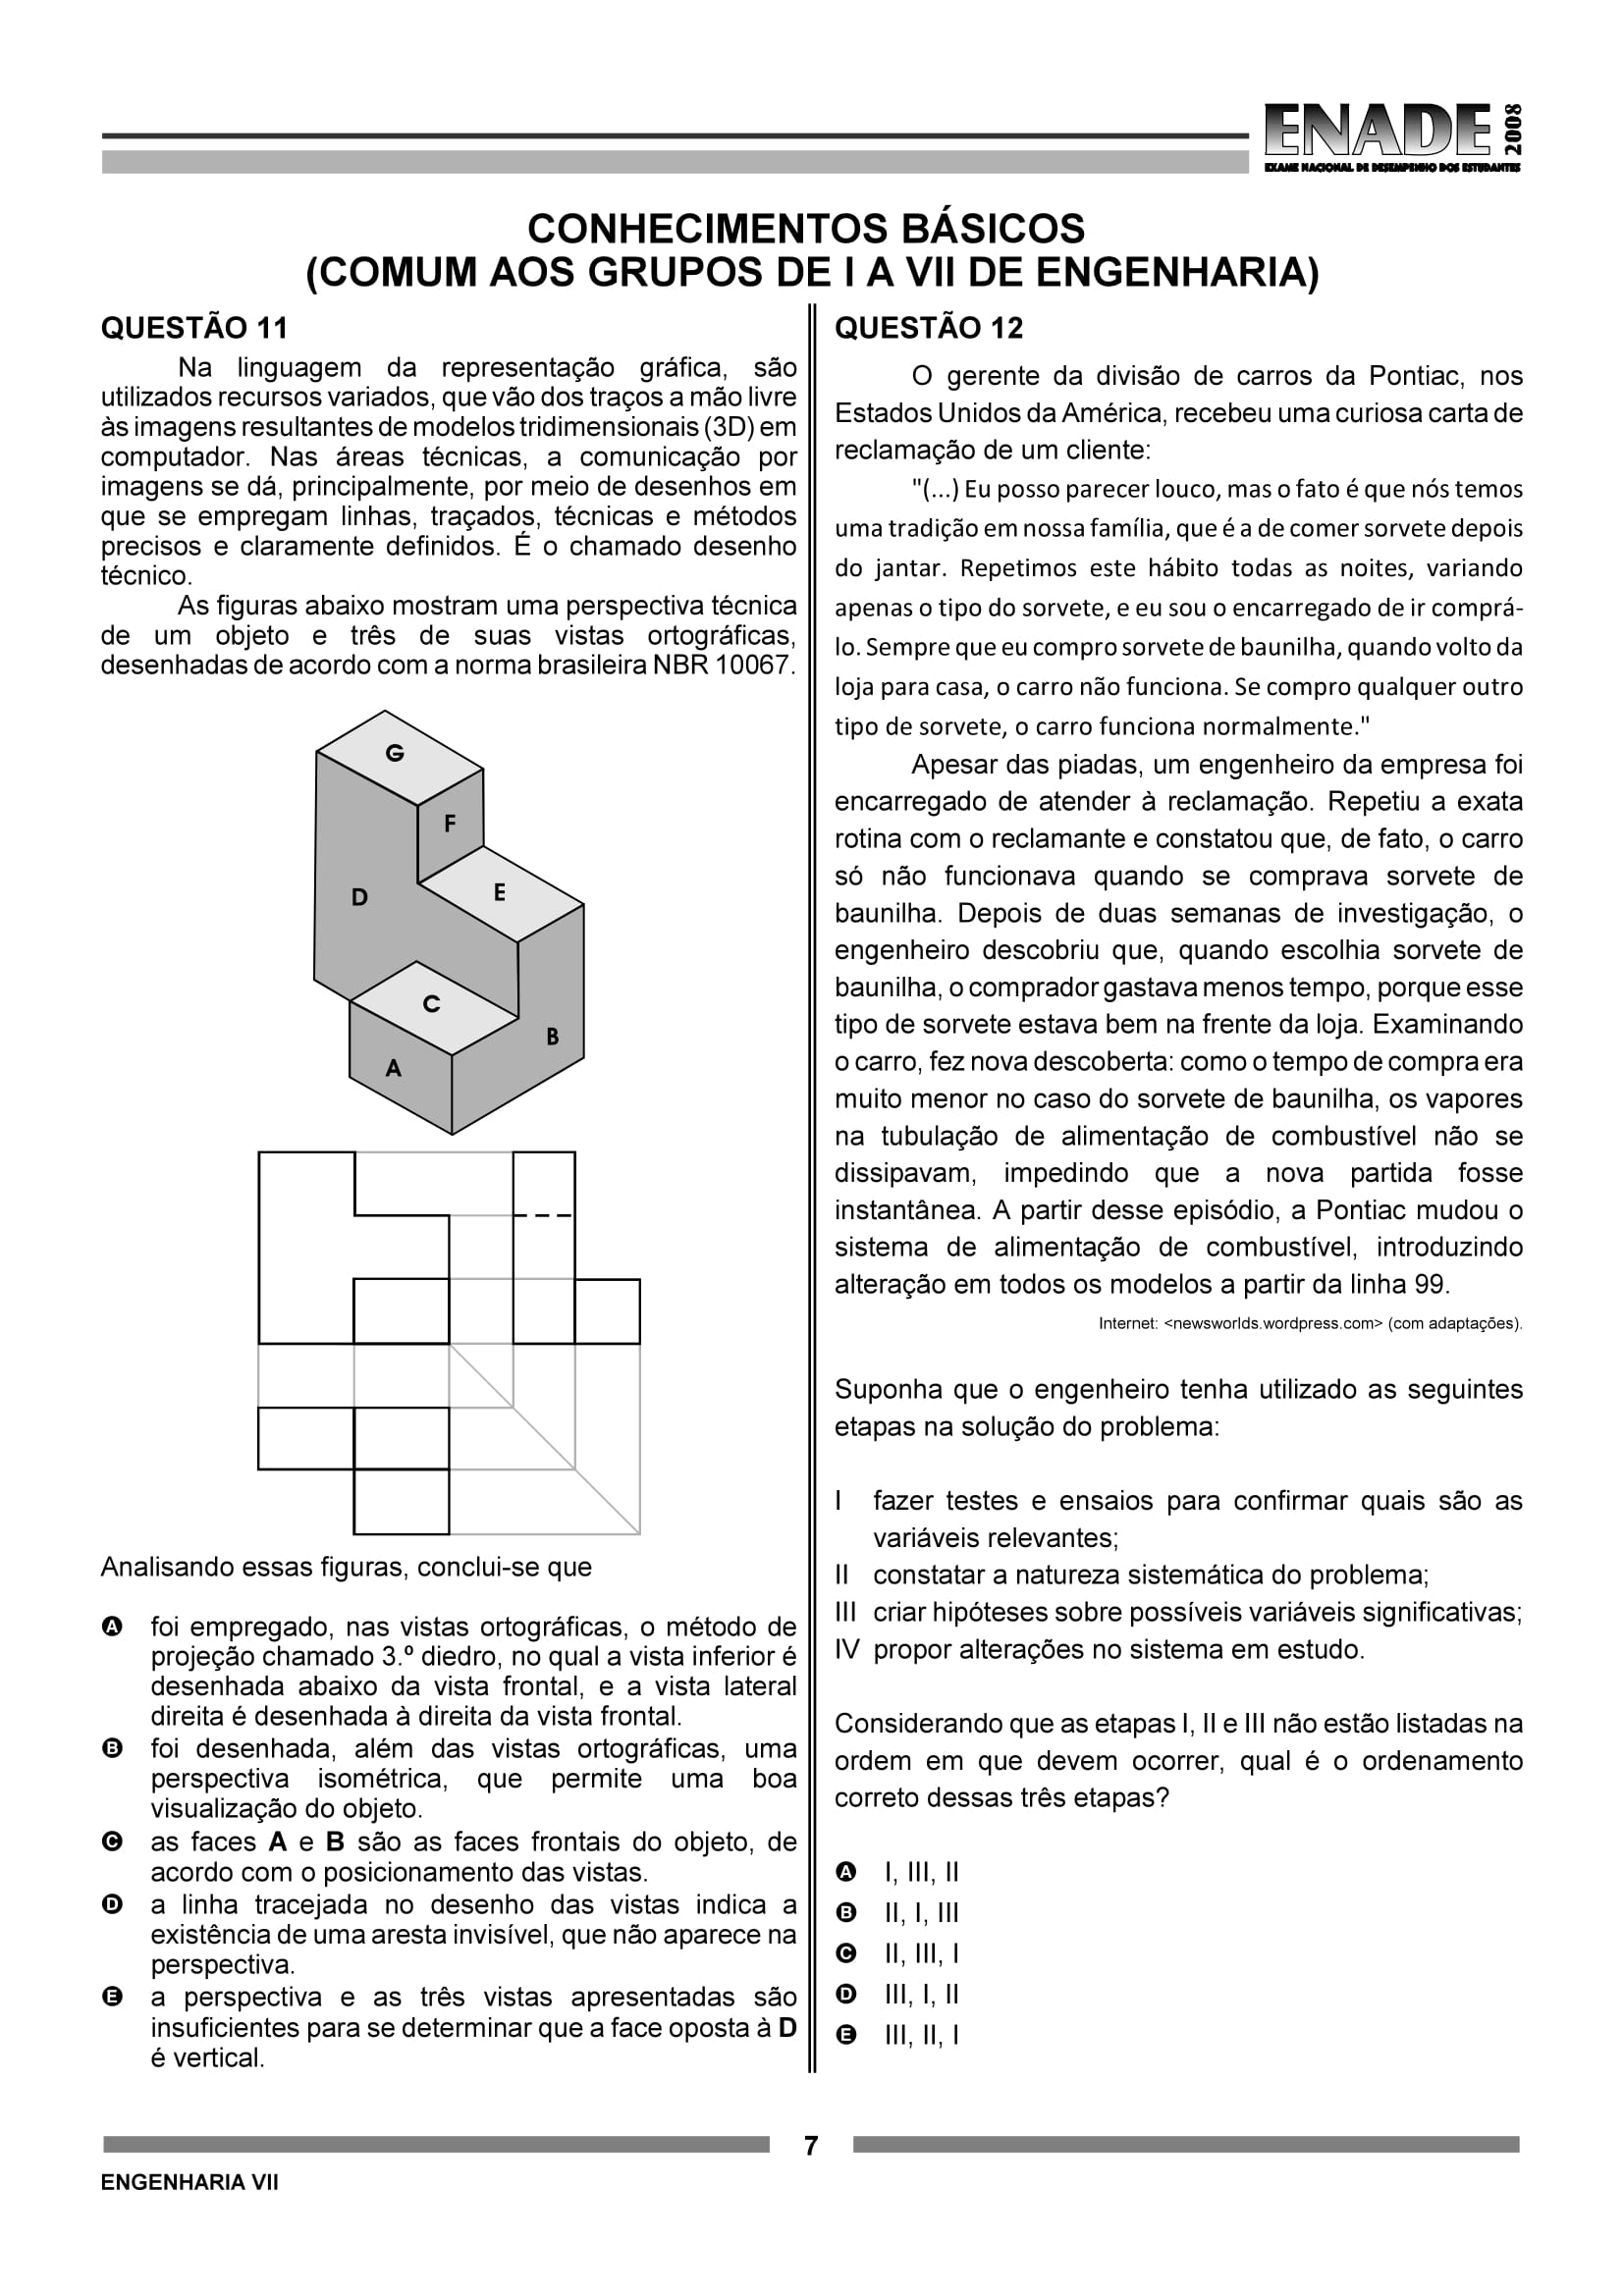 ENADE 2008
EXAME NACIONAL DE DESEMPENHO DOS ESTUDANTES
CONHECIMENTOS BÁSICOS
(COMUM AOS GRUPOS DE I A VII DE ENGENHARIA)
QUESTÃO 11
Na linguagem da representação gráfica, são
utilizados recursos variados, que vão dos traços a mão livre
às imagens resultantes de modelos tridimensionais (3D) em
computador. Nas áreas técnicas, a comunicação por
imagens se dá, principalmente, por meio de desenhos em
que se empregam linhas, traçados, técnicas e métodos
precisos e claramente definidos. É o chamado desenho
técnico.
As figuras abaixo mostram uma perspectiva técnica
de um objeto e três de suas vistas ortográficas,
desenhadas de acordo com a norma brasileira NBR 10067.
G
F
D
E
C
B
A
Analisando essas figuras, conclui-se que
A foi empregado, nas vistas ortográficas, o método de
projeção chamado 3.º diedro, no qual a vista inferior é
desenhada abaixo da vista frontal, e a vista lateral
direita é desenhada à direita da vista frontal.
B foi desenhada, além das vistas ortográficas, uma
perspectiva isométrica, que permite uma boa
visualização do objeto.
C as faces A e B são as faces frontais do objeto, de
acordo com o posicionamento das vistas.
D a linha tracejada no desenho das vistas indica a
existência de uma aresta invisível, que não aparece na
perspectiva.
E a perspectiva e as três vistas apresentadas são
insuficientes para se determinar que a face oposta à D
é vertical.
QUESTÃO 12
O gerente da divisão de carros da Pontiac, nos
Estados Unidos da América, recebeu uma curiosa carta de
reclamação de um cliente:
"(...) Eu posso parecer louco, mas o fato é que nós temos
uma tradição em nossa família, que é a de comer sorvete depois
do jantar. Repetimos este hábito todas as noites, variando
apenas o tipo do sorvete, e eu sou o encarregado de ir comprá-
lo. Sempre que eu compro sorvete de baunilha, quando volto da
loja para casa, o carro não funciona. Se compro qualquer outro
tipo de sorvete, o carro funciona normalmente."
Apesar das piadas, um engenheiro da empresa foi
encarregado de atender à reclamação. Repetiu a exata
rotina com o reclamante e constatou que, de fato, o carro
só não funcionava quando se comprava sorvete de
baunilha. Depois de duas semanas de investigação, o
engenheiro descobriu que, quando escolhia sorvete de
baunilha, o comprador gastava menos tempo, porque esse
tipo de sorvete estava bem na frente da loja. Examinando
o carro, fez nova descoberta: como o tempo de compra era
muito menor no caso do sorvete de baunilha, os vapores
na tubulação de alimentação de combustível não se
dissipavam, impedindo que a nova partida fosse
instantânea. A partir desse episódio, a Pontiac mudou o
sistema de alimentação de combustível, introduzindo
alteração em todos os modelos a partir da linha 99.
Internet: <newsworlds.wordpress.com> (com adaptações).
Suponha que o engenheiro tenha utilizado as seguintes
etapas na solução do problema:
I fazer testes e ensaios para confirmar quais são as
variáveis relevantes;
II constatar a natureza sistemática do problema;
III criar hipóteses sobre possíveis variáveis significativas;
IV propor alterações no sistema em estudo.
Considerando que as etapas I, II e III não estão listadas na
ordem em que devem ocorrer, qual é o ordenamento
correto dessas três etapas?
A I, III, II
B II, I, III
C II, III, I
D III, I, II
E III, II, I
7
ENGENHARIA VII